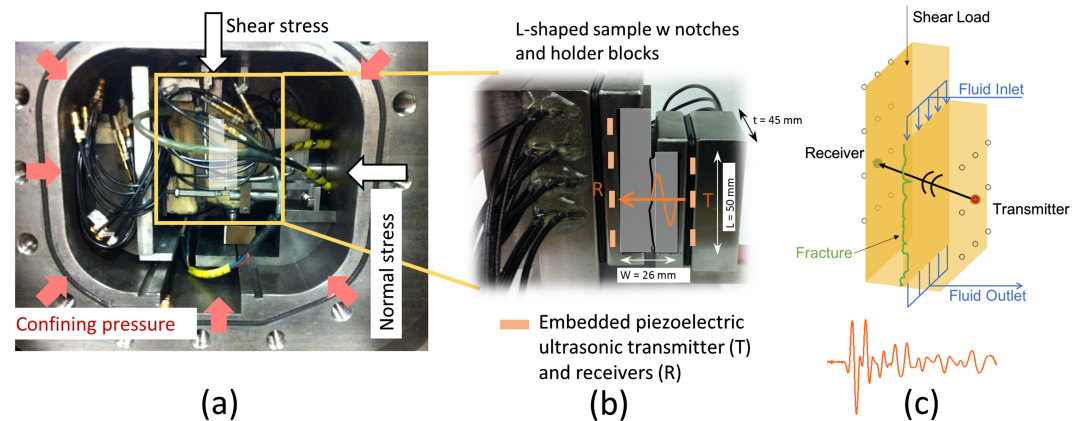 Shear stress
Normal stress
Confining pressure
(a)
L-shaped sample w notches
and holder blocks
t = 45 mm
R
T
L = 50 mm
W = 26 mm
Embedded piezoelectric
ultrasonic transmitter (T)
and receivers (R)
(b)
Shear Load
Fluid Inlet
Receiver
Transmitter
Fracture
Fluid Outlet
(c)